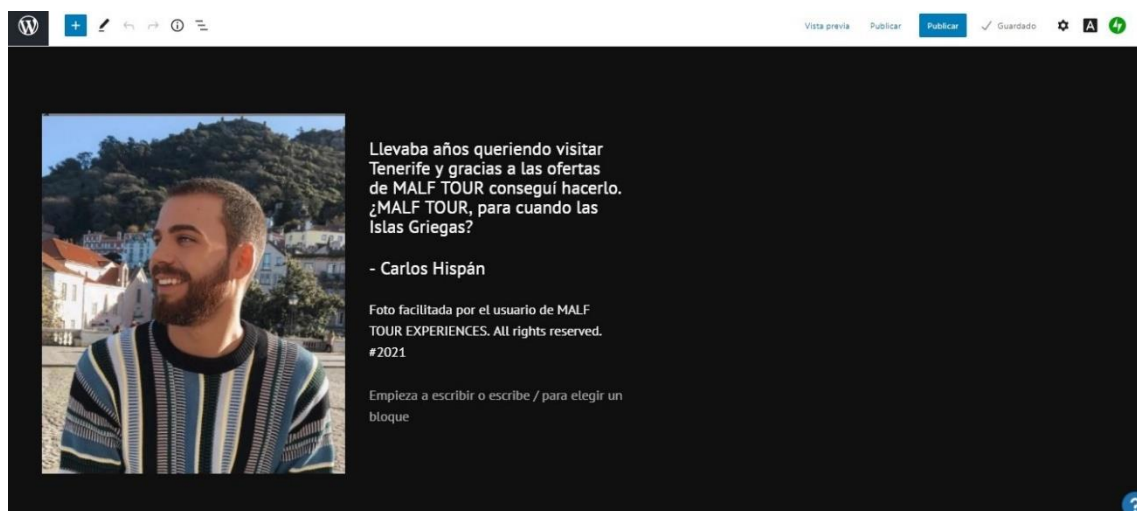 Vista previa Publicar Publicar Guardado A
Llevaba años queriendo visitar
Tenerife y gracias a las ofertas
de MALF TOUR conseguí hacerlo.
¿MALF TOUR, para cuando las
Islas Griegas?
- Carlos Hispán
Foto facilitada por el usuario de MALF
TOUR EXPERIENCES. All rights reserved.
#2021
Empieza a escribir o escribe / para elegir un
bloque
?